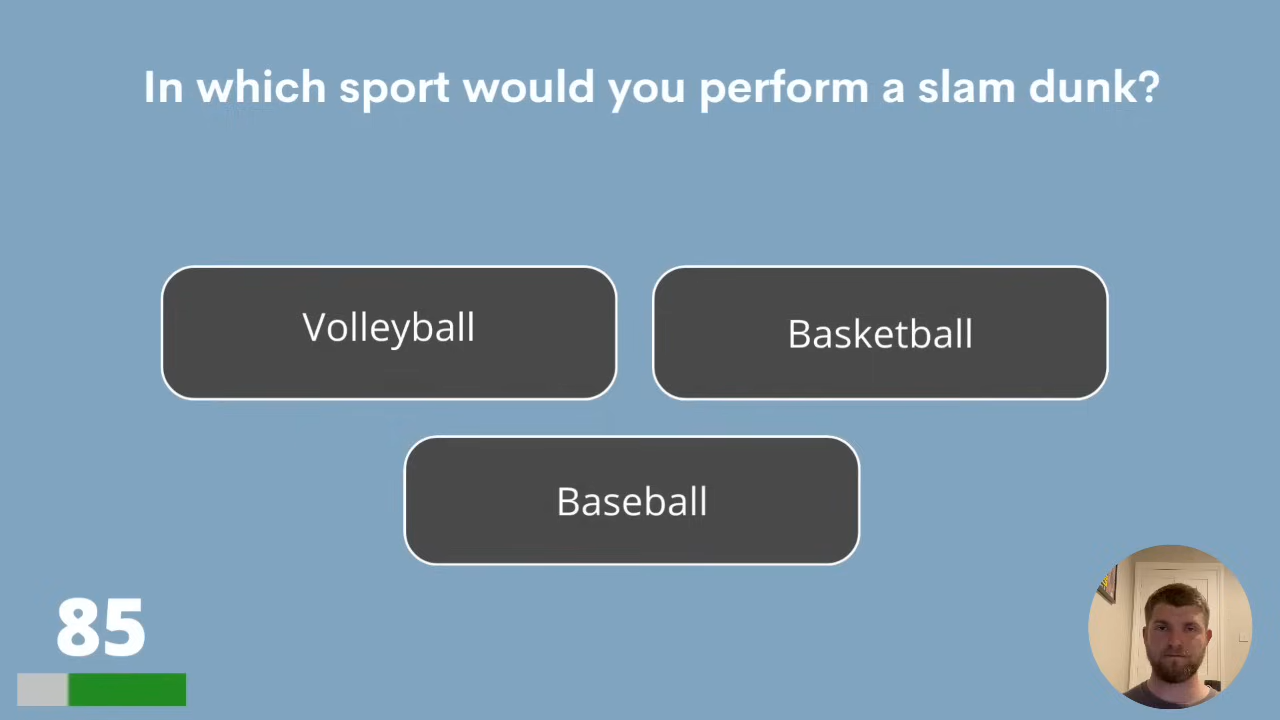 In which sport would you perform a slam dunk?
Volleyball
Basketball
Baseball
85